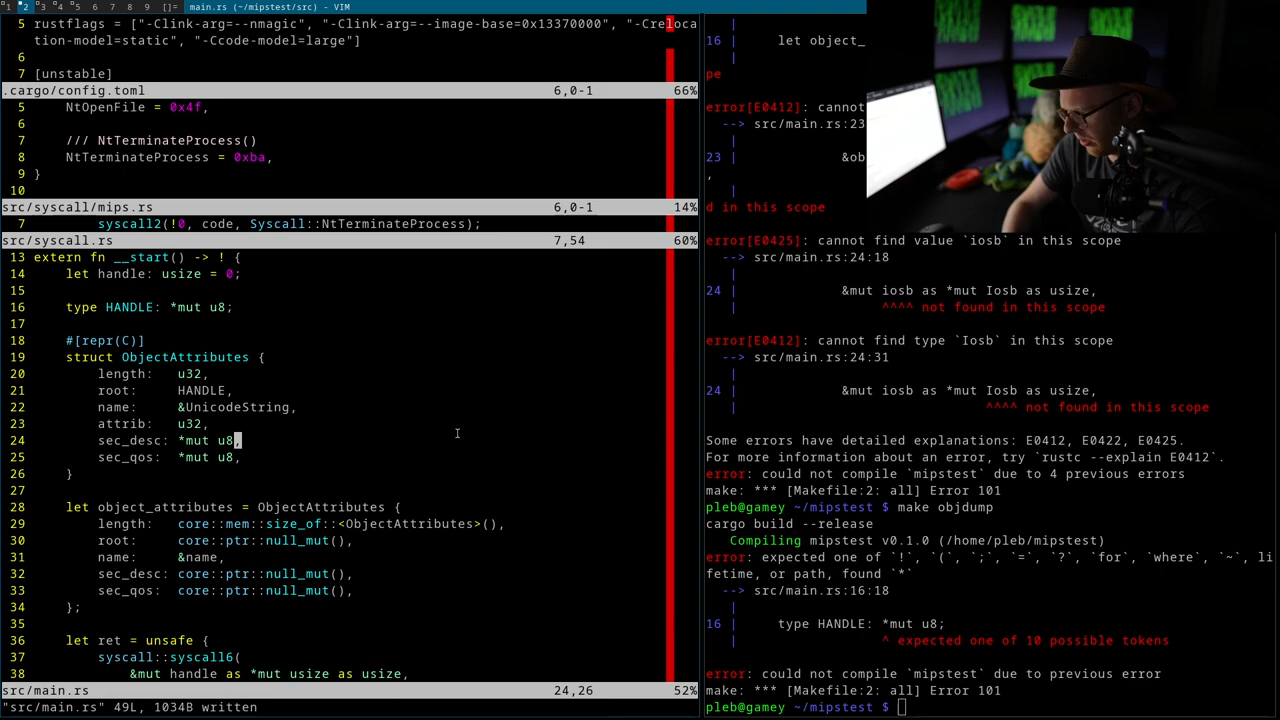 1 2 3 4 5 6 7 8 9 []= main.rs (~/mipstest/src) - VIM
5 rustflags = ["-Clink-arg=--nmagic", "-Clink-arg=--image-base=0x13370000", "-Creloca
tion-model=static", "-Ccode-model=large"]
6
7 [unstable]
.cargo/config.toml 6,0-1 66%
5     NtOpenFile = 0x4f,
6
7     /// NtTerminateProcess()
8     NtTerminateProcess = 0xba,
9 }
10
src/syscall/mips.rs 6,0-1 14%
7         syscall2(!0, code, Syscall::NtTerminateProcess);
src/syscall.rs 7,54 60%
13 extern fn __start() -> ! {
14     let handle: usize = 0;
15
16     type HANDLE: *mut u8;
17
18     #[repr(C)]
19     struct ObjectAttributes {
20         length:   u32,
21         root:     HANDLE,
22         name:     &UnicodeString,
23         attrib:   u32,
24         sec_desc: *mut u8,
25         sec_qos:  *mut u8,
26     }
27
28     let object_attributes = ObjectAttributes {
29         length:   core::mem::size_of::<ObjectAttributes>(),
30         root:     core::ptr::null_mut(),
31         name:     &name,
32         sec_desc: core::ptr::null_mut(),
33         sec_qos:  core::ptr::null_mut(),
34     };
35
36     let ret = unsafe {
37         syscall::syscall6(
38             &mut handle as *mut usize as usize,
src/main.rs 24,26 52%
"src/main.rs" 49L, 1034B written
|
16 |     let object_
|
pe
error[E0412]: cannot
--> src/main.rs:23
|
23 |             &ob
,
|
d in this scope
error[E0425]: cannot find value `iosb` in this scope
--> src/main.rs:24:18
|
24 |             &mut iosb as *mut Iosb as usize,
|                  ^^^^ not found in this scope
error[E0412]: cannot find type `Iosb` in this scope
--> src/main.rs:24:31
|
24 |             &mut iosb as *mut Iosb as usize,
|                               ^^^^ not found in this scope
Some errors have detailed explanations: E0412, E0422, E0425.
For more information about an error, try `rustc --explain E0412`.
error: could not compile `mipstest` due to 4 previous errors
make: *** [Makefile:2: all] Error 101
pleb@gamey ~/mipstest $ make objdump
cargo build --release
Compiling mipstest v0.1.0 (/home/pleb/mipstest)
error: expected one of `!`, `(`, `;`, `=`, `?`, `for`, `where`, `~`, li
fetime, or path, found `*`
--> src/main.rs:16:18
|
16 |     type HANDLE: *mut u8;
|                  ^ expected one of 10 possible tokens
error: could not compile `mipstest` due to previous error
make: *** [Makefile:2: all] Error 101
pleb@gamey ~/mipstest $